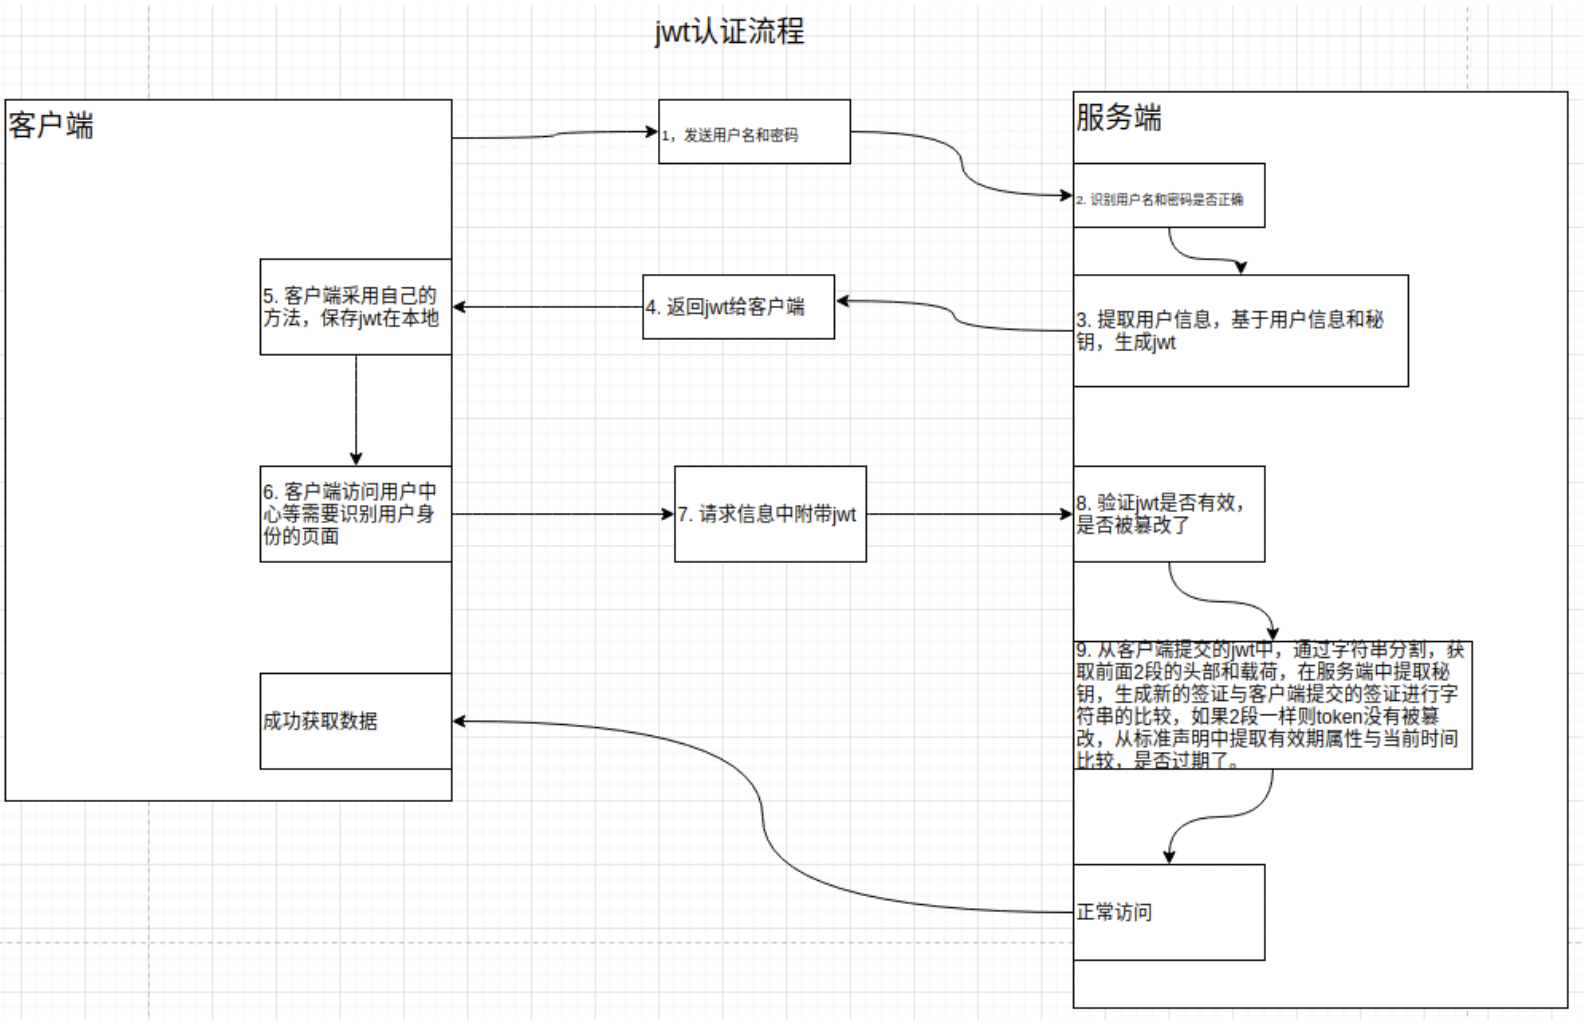 jwt认证流程
客户端
服务端
1，发送用户名和密码
2. 识别用户名和密码是否正确
3. 提取用户信息，基于用户信息和秘
钥，生成jwt
4. 返回jwt给客户端
5. 客户端采用自己的
方法，保存jwt在本地
6. 客户端访问用户中
心等需要识别用户身
份的页面
7. 请求信息中附带jwt
8. 验证jwt是否有效，
是否被篡改了
9. 从客户端提交的jwt中，通过字符串分割，获
取前面2段的头部和载荷，在服务端中提取秘
钥，生成新的签证与客户端提交的签证进行字
符串的比较，如果2段一样则token没有被篡
改，从标准声明中提取有效期属性与当前时间
比较，是否过期了。
正常访问
成功获取数据